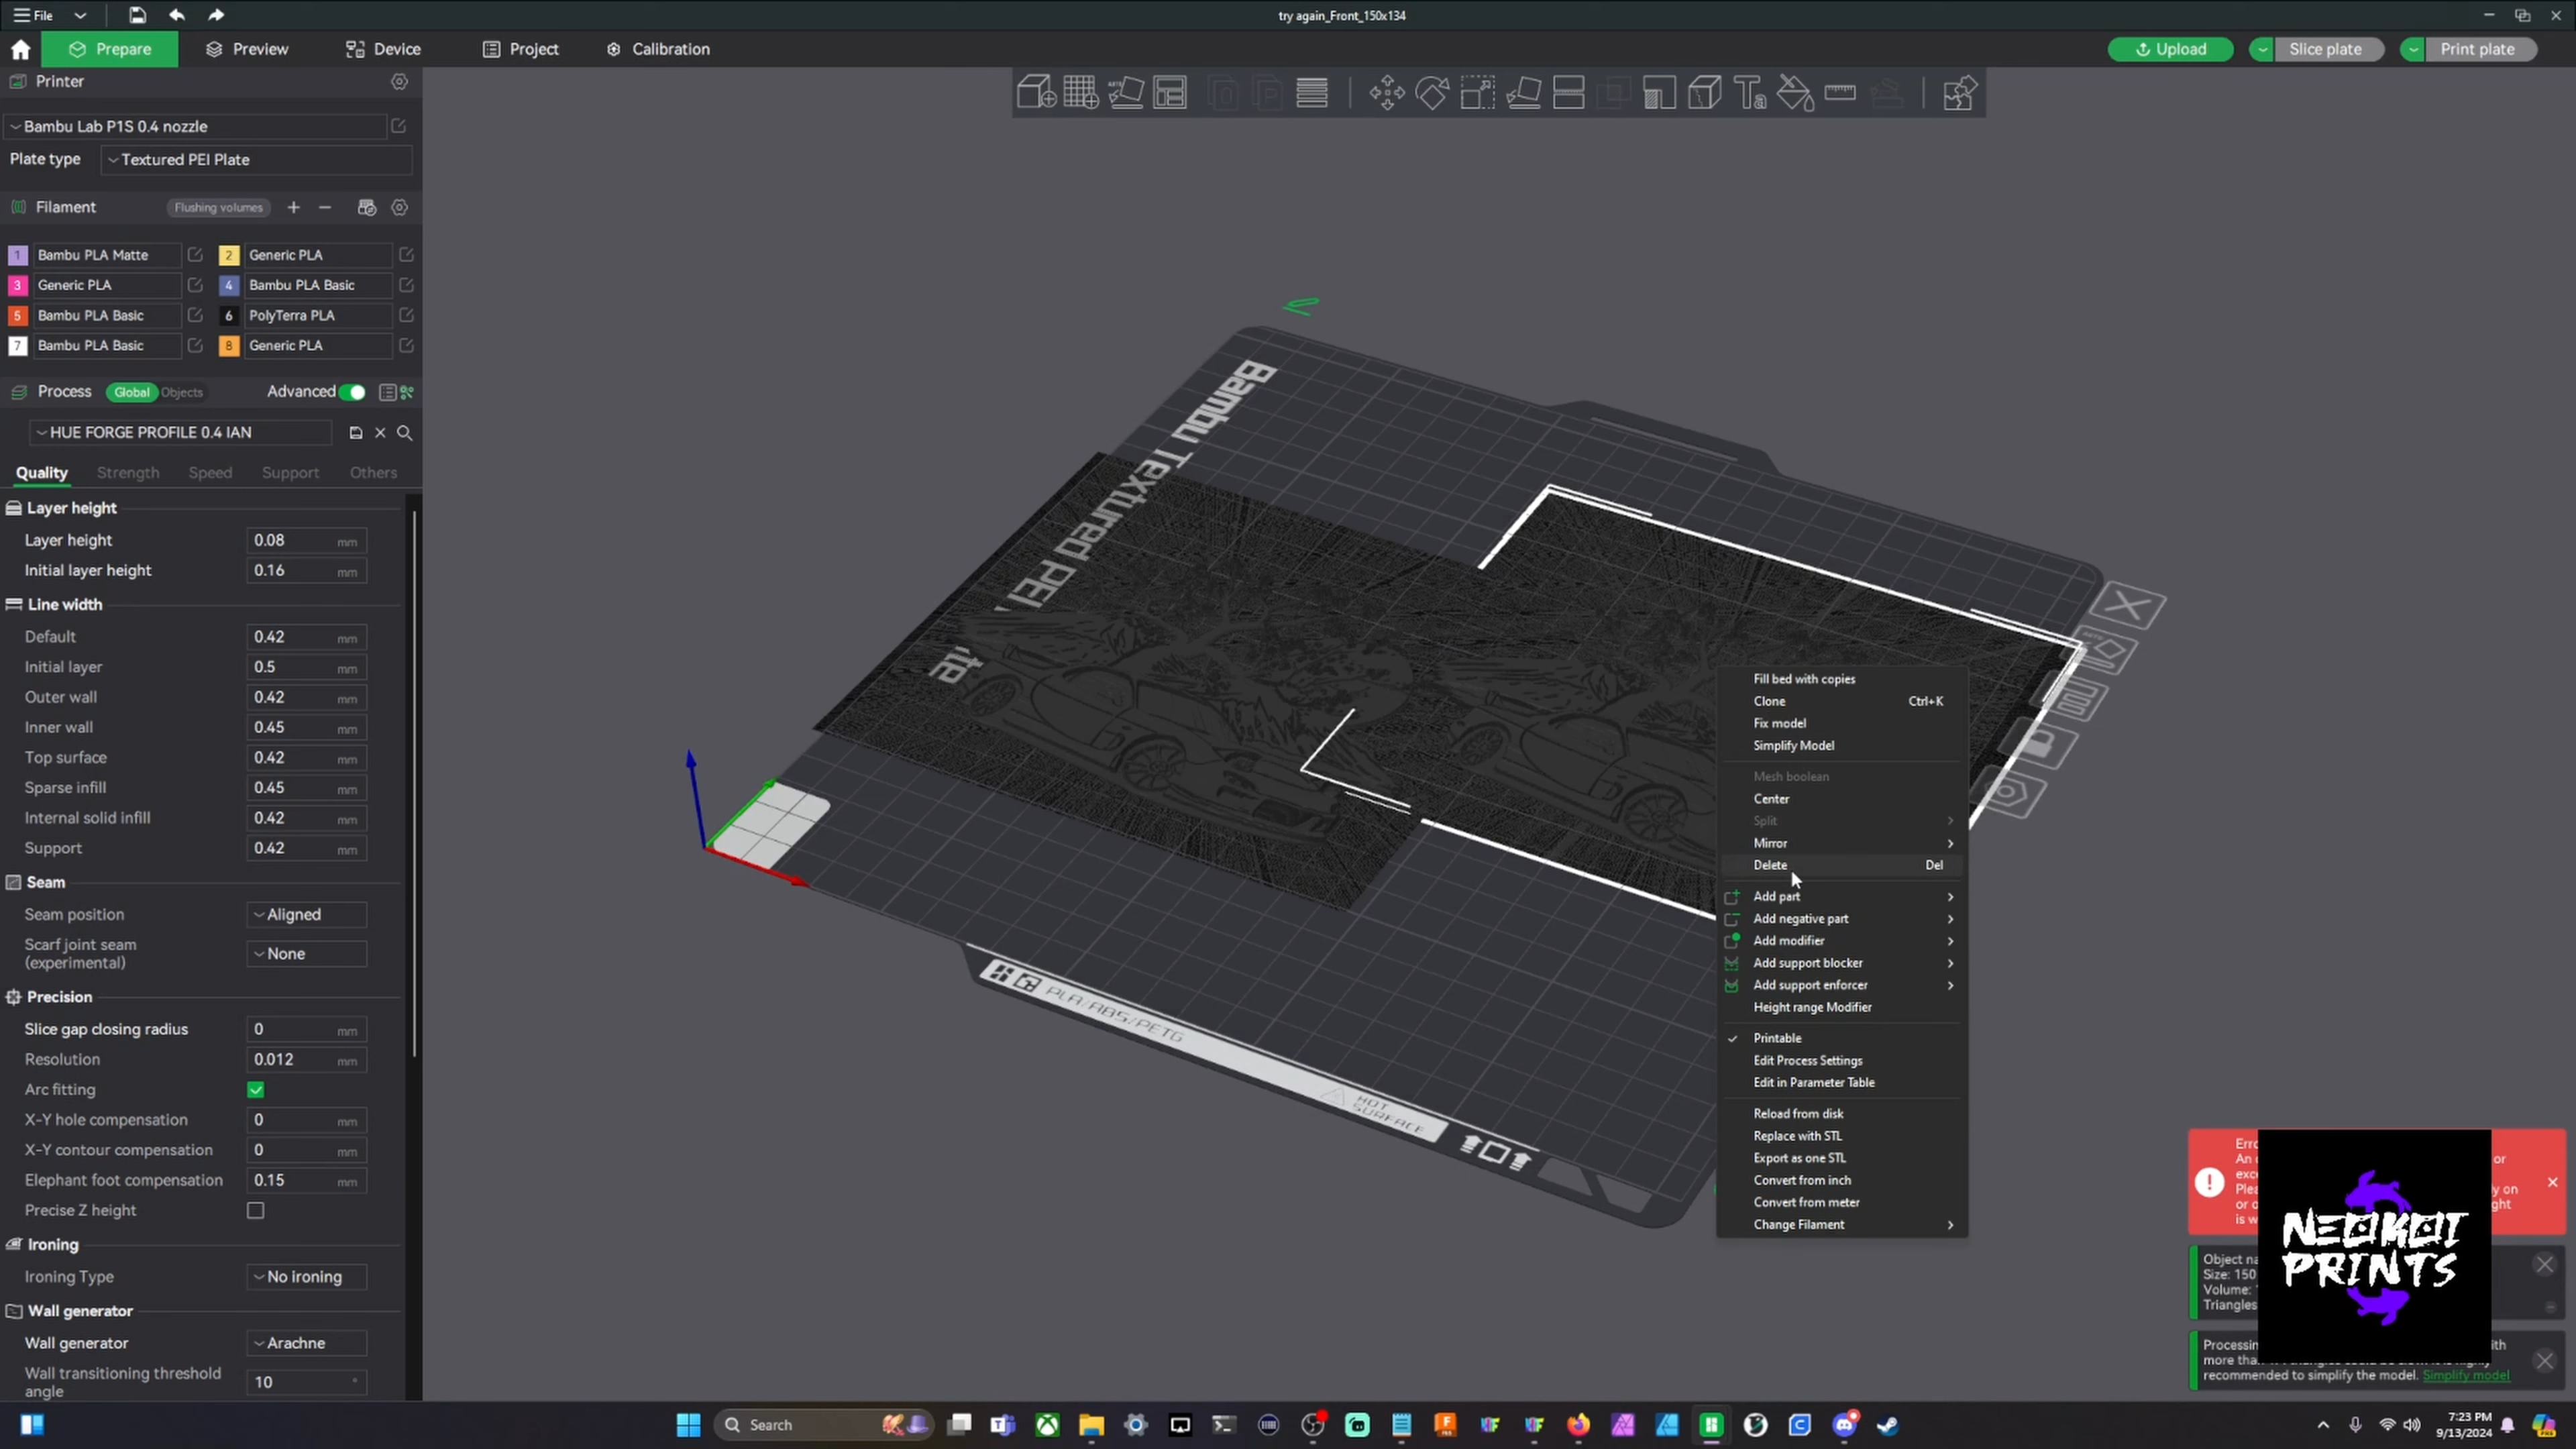 File
try again_Front_150x134
Prepare
Preview
Device
Project
Calibration
Upload
Slice plate
Print plate
Printer
Bambu Lab P1S 0.4 nozzle
Plate type
Textured PEI Plate
Filament
Flushing volumes
1 Bambu PLA Matte
2 Generic PLA
3 Generic PLA
4 Bambu PLA Basic
5 Bambu PLA Basic
6 PolyTerra PLA
7 Bambu PLA Basic
8 Generic PLA
Process
Global
Objects
Advanced
HUE FORGE PROFILE 0.4 IAN
Quality
Strength
Speed
Support
Others
Layer height
Layer height 0.08 mm
Initial layer height 0.16 mm
Line width
Default 0.42 mm
Initial layer 0.5 mm
Outer wall 0.42 mm
Inner wall 0.45 mm
Top surface 0.42 mm
Sparse infill 0.45 mm
Internal solid infill 0.42 mm
Support 0.42 mm
Seam
Seam position Aligned
Scarf joint seam
(experimental) None
Precision
Slice gap closing radius 0 mm
Resolution 0.012 mm
Arc fitting
X-Y hole compensation 0 mm
X-Y contour compensation 0 mm
Elephant foot compensation 0.15 mm
Precise Z height
Ironing
Ironing Type No ironing
Wall generator
Wall generator Arachne
Wall transitioning threshold
angle 10 °
Bambu Textured PEI
te
PLA/ABS/PETG
HOT
SURFACE
Fill bed with copies
Clone Ctrl+K
Fix model
Simplify Model
Mesh boolean
Center
Split
Mirror
Delete Del
Add part
Add negative part
Add modifier
Add support blocker
Add support enforcer
Height range Modifier
Printable
Edit Process Settings
Edit in Parameter Table
Reload from disk
Replace with STL
Export as one STL
Convert from inch
Convert from meter
Change Filament
or
ght
Object na
Size: 150
Volume:
Triangles
NEOKOI
PRINTS
Processin
more tha
recommended to simplify the model. Simplify model
Search
7:23 PM
9/13/2024